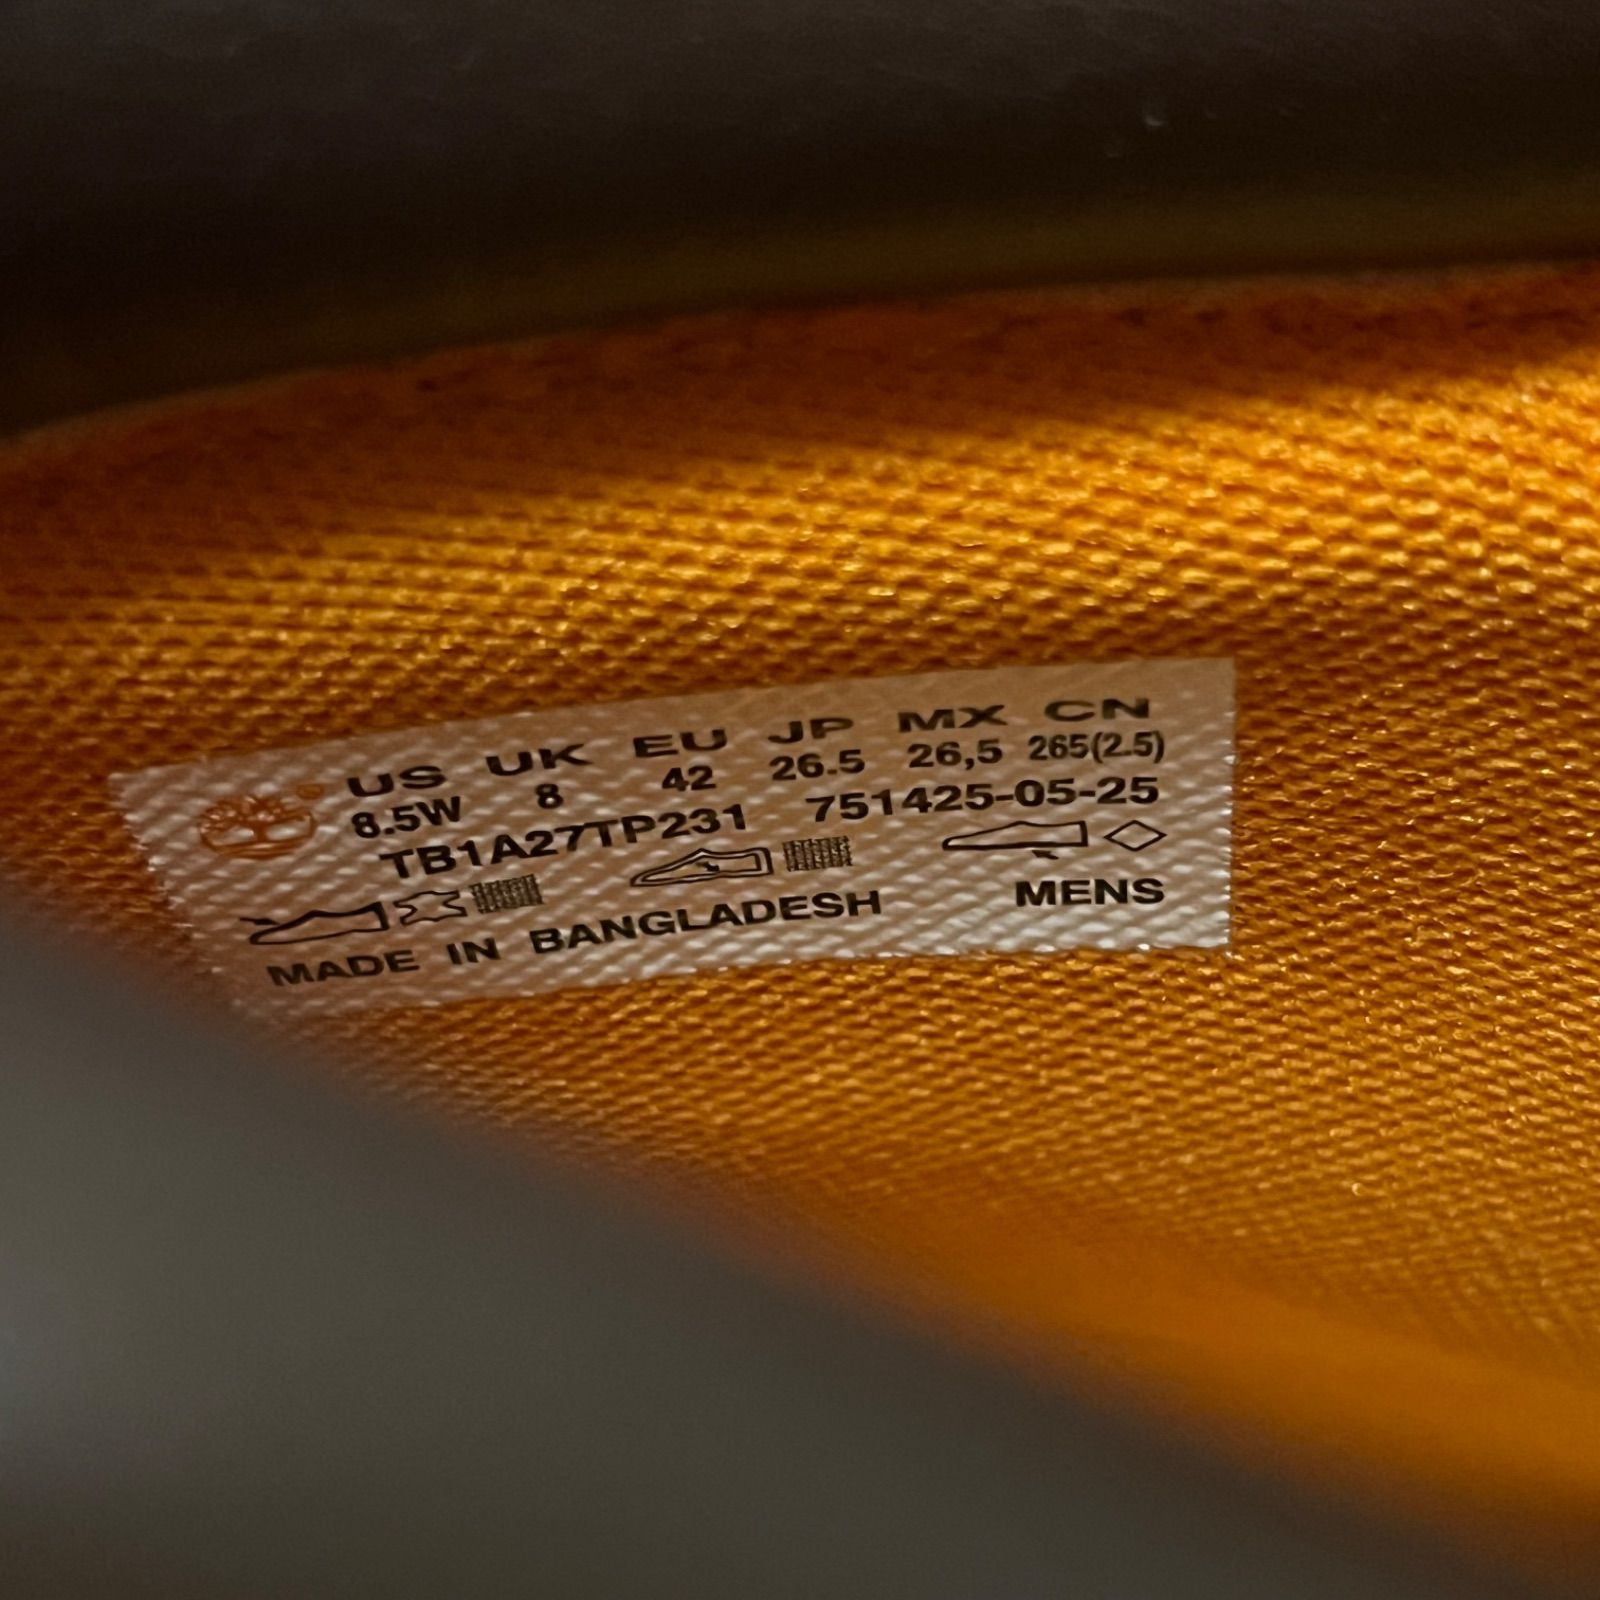 US UK EU JP MX CN
8.5W 8 42 26.5 26,5 265(2.5)
TB1A27TP231 751425-05-25
MADE IN BANGLADESH MENS